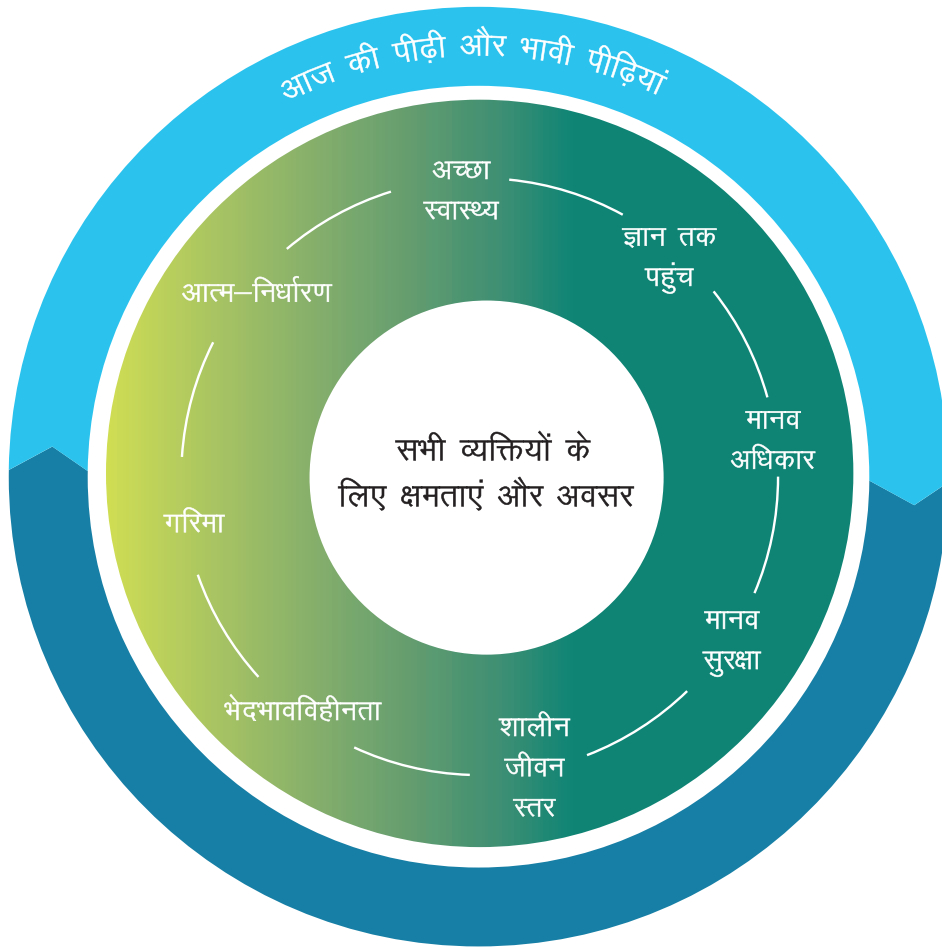 आज की पीढ़ी और भावी पीढ़ियां
अच्छा
स्वास्थ्य
ज्ञान तक
पहुंच
मानव
अधिकार
मानव
सुरक्षा
शालीन
जीवन
स्तर
भेदभावविहीनता
गरिमा
आत्म–निर्धारण
सभी व्यक्तियों के
लिए क्षमताएं और अवसर